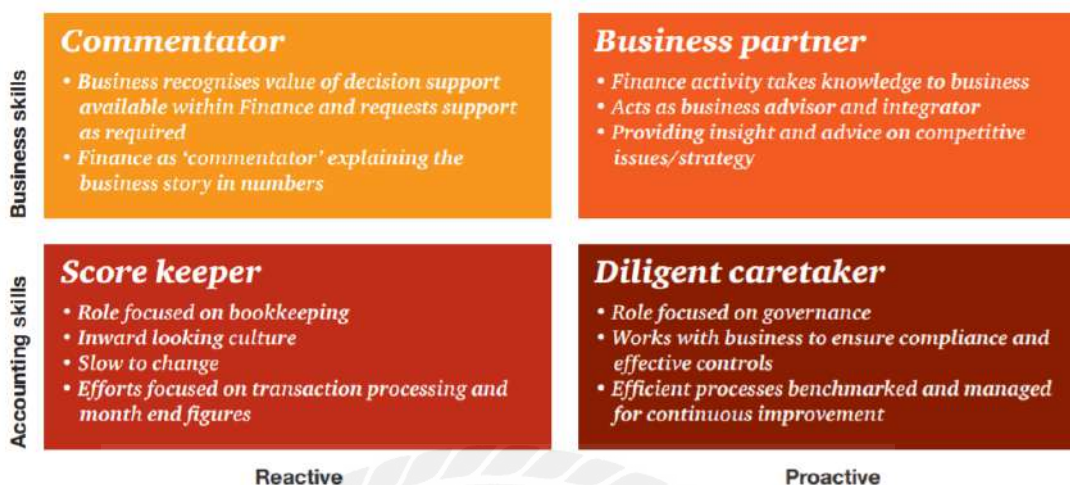 Business skills
Commentator
• Business recognises value of decision support
available within Finance and requests support
as required
• Finance as ‘commentator’ explaining the
business story in numbers
Business partner
• Finance activity takes knowledge to business
• Acts as business advisor and integrator
• Providing insight and advice on competitive
issues/strategy
Accounting skills
Score keeper
• Role focused on bookkeeping
• Inward looking culture
• Slow to change
• Efforts focused on transaction processing and
month end figures
Diligent caretaker
• Role focused on governance
• Works with business to ensure compliance and
effective controls
• Efficient processes benchmarked and managed
for continuous improvement
Reactive
Proactive